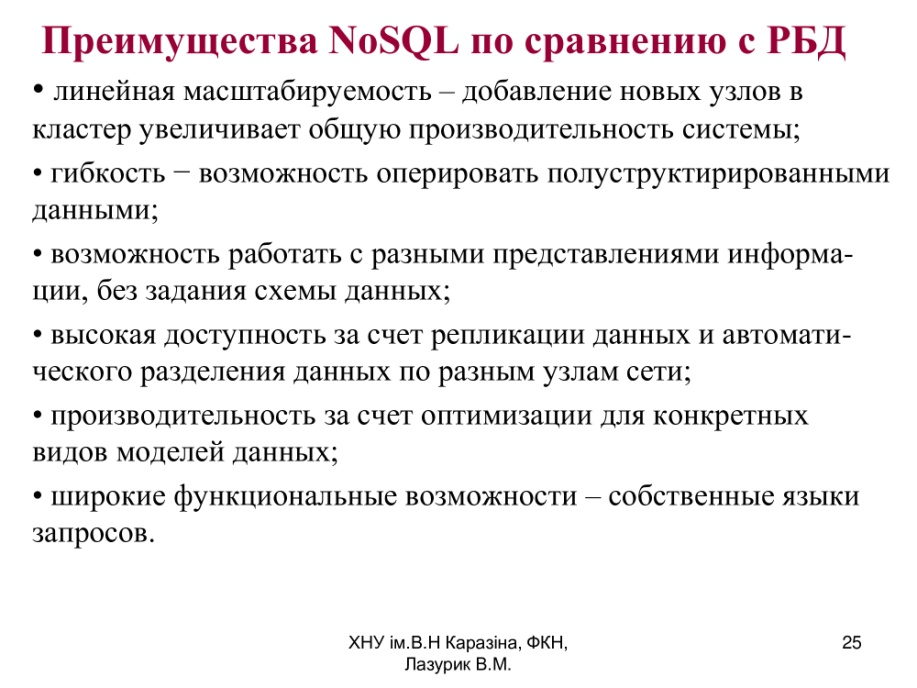 Преимущества NoSQL по сравнению с РБД
• линейная масштабируемость – добавление новых узлов в
кластер увеличивает общую производительность системы;
• гибкость − возможность оперировать полуструктирированными
данными;
• возможность работать с разными представлениями информа-
ции, без задания схемы данных;
• высокая доступность за счет репликации данных и автомати-
ческого разделения данных по разным узлам сети;
• производительность за счет оптимизации для конкретных
видов моделей данных;
• широкие функциональные возможности – собственные языки
запросов.
ХНУ ім.В.Н Каразіна, ФКН,
Лазурик В.М.
25